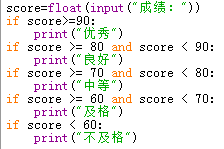 score=float(input("成绩："))
if score>=90:
    print("优秀")
if score >= 80 and score < 90:
    print("良好")
if score >= 70 and score < 80:
    print("中等")
if score >= 60 and score < 70:
    print("及格")
if score < 60:
    print("不及格")